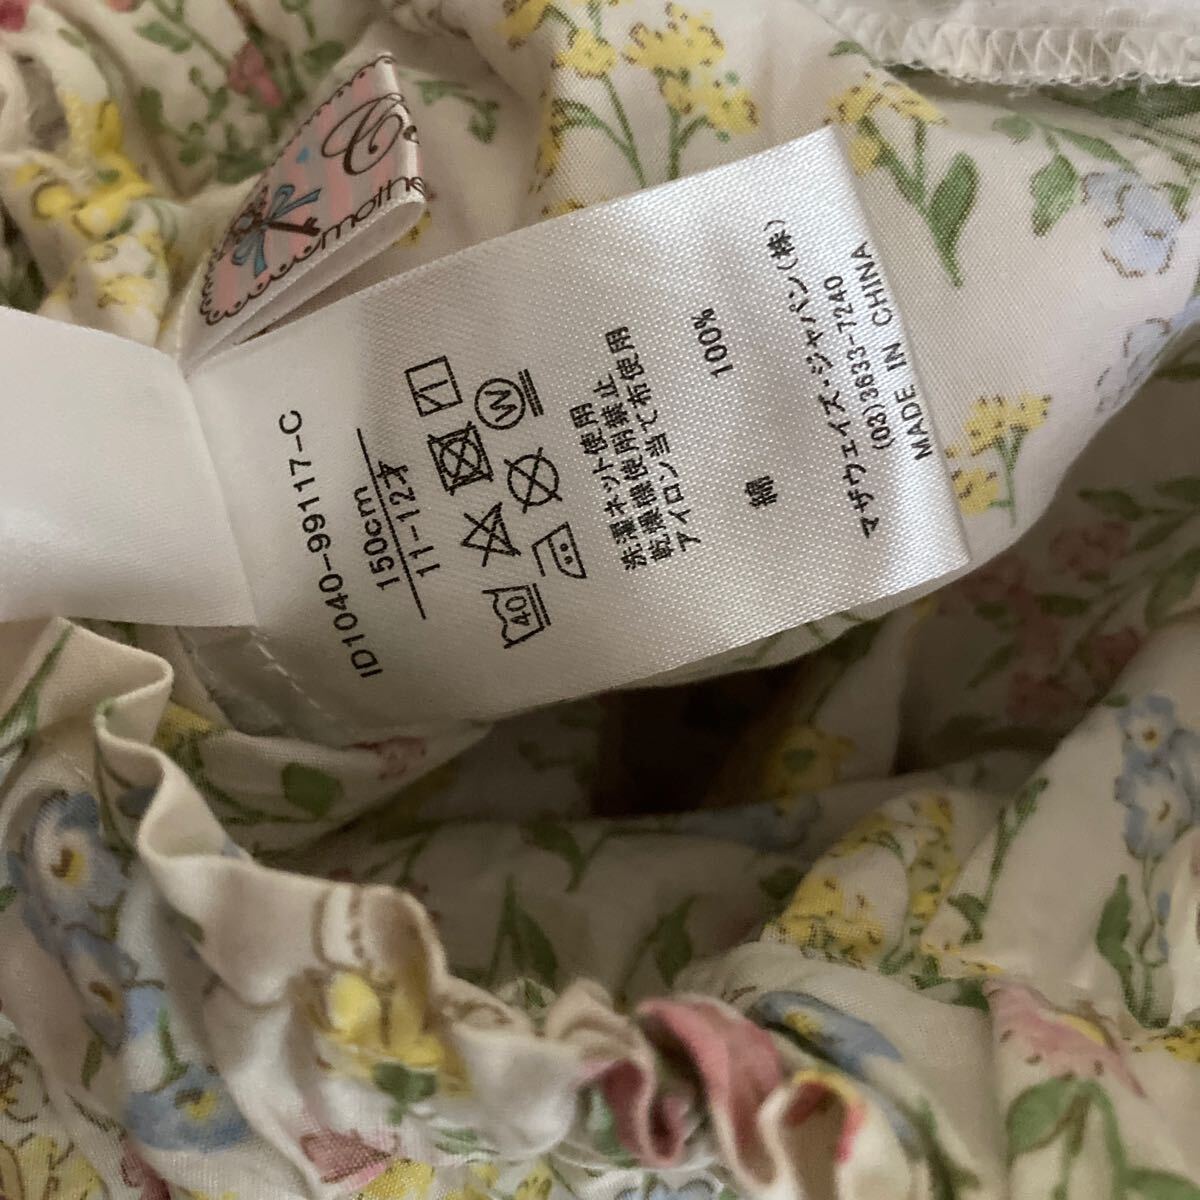 mothe
ID1040-99117-C
150cm
11-12才
40
W
洗濯ネット使用
乾燥機使用禁止
アイロン当て布使用
綿 100%
マザウェイズ・ジャパン(株)
(03)3633-7240
MADE IN CHINA